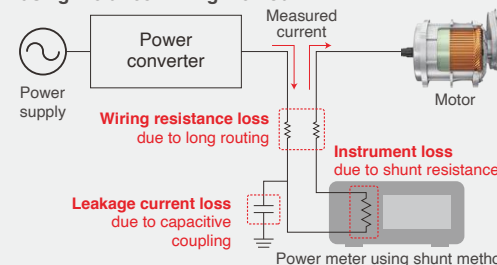 Measured
current
Power
converter
Power
supply
Motor
Wiring resistance loss
due to long routing
Instrument loss
due to shunt resistance
Leakage current loss
due to capacitive
coupling
Power meter using shunt metho